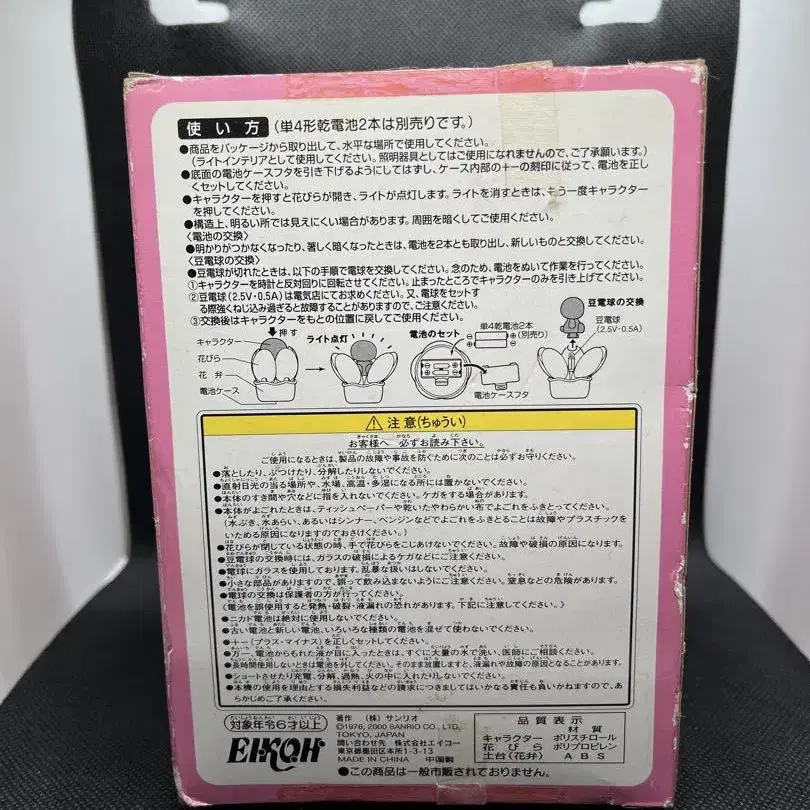 使い方 (単4形乾電池2本は別売りです。)
●商品をパッケージから取り出して、水平な場所で使用してください。
(ライトインテリアとして使用してください。照明器具としてはご使用になれませんので、ご了承願います。)
●底面の電池ケースフタを引き下げるようにしてはずし、ケース内部の+-の刻印に従って、電池を正し
くセットしてください。
●キャラクターを押すと花びらが開き、ライトが点灯します。ライトを消すときは、もう一度キャラクター
を押してください。
●構造上、明るい所では見えにくい場合があります。周囲を暗くしてご使用ください。
〈電池の交換〉
●明かりがつかなくなったり、著しく暗くなったときは、電池を2本とも取り出し、新しいものと交換してください。
〈豆電球の交換〉
●豆電球が切れたときは、以下の手順で電球を交換してください。念のため、電池をぬいて作業を行ってください。
①キャラクターを時計と反対回りに回転させてください。止まったところでキャラクターのみを引き上げてください。
②豆電球(2.5V・0.5A)は電気店にてお求めください。又、電球をセットす
る際強くねじ込み過ぎると故障することがありますので、ご注意ください。
③交換後はキャラクターをもとの位置に戻してご使用ください。
押す
キャラクター
花びら
花弁
電池ケース
ライト点灯
電池のセット
単4乾電池2本
(別売り)
電池ケースフタ
豆電球の交換
豆電球
(2.5V・0.5A)
注意(ちゅうい)
お客様へ 必ずお読み下さい。
ご使用になるときは、製品の故障や事故を防ぐために次のことは必ずお守りください。
●落としたり、ぶつけたり、分解したりしないでください。
●直射日光の当る場所や、水場、高温・多湿になる所には置かないでください。
●本体のすき間や穴などに指を入れないでください。ケガをする場合があります。
●本体がよごれたときは、ティッシュペーパーや乾いたやわらかい布でよごれをふきとってください。
(水ぶき、水あらい、あるいはシンナー、ベンジンなどでよごれをふきとることは故障やプラスチックを
いためる原因になりますのでおさけください。)
●花びらが閉じている状態の時、手で花びらをこじあけないでください。故障や破損の原因になります。
●豆電球の交換時には、ガラスの破損によるケガなどにご注意ください。
●電球にガラスを使用しております。乱暴な扱いはしないでください。
●小さな部品がありますので、誤って飲み込まないようにご注意ください。窒息などの危険があります。
●電球の交換は保護者の方が行ってください。
(電池を誤使用すると発熱・破裂・液漏れの恐れがあります。下記に注意してください。)
●ニカド電池は絶対に使用しないでください。
●古い電池と新しい電池、いろいろな種類の電池を混ぜて使わないでください。
●+-(プラス・マイナス)を正しくセットしてください。
●万一、電池からもれた液が目に入ったときは、すぐに大量の水で洗い、医師にご相談ください。
●長時間使用しないときは電池を外してください。そのまま放置しますと、液漏れや故障の原因となることがあります。
●ショートさせたり充電、分解、過熱、火の中に入れたりしないでください。
●本機の使用を理由とする損失利益などの請求につきましてはいかなる責任も負いかねますので、あ
らかじめご了承ください。
対象年令6才以上
EIKOH
著作 (株)サンリオ
©1976, 2000 SANRIO CO., LTD.
TOKYO, JAPAN
問い合わせ先 株式会社エイコー
東京都墨田区本所1-3-13
MADE IN CHINA 中国製
●この商品は一般市販されておりません。
品質表示
材質
キャラクター ポリスチロール
花びら ポリプロピレン
土台(花弁) ABS